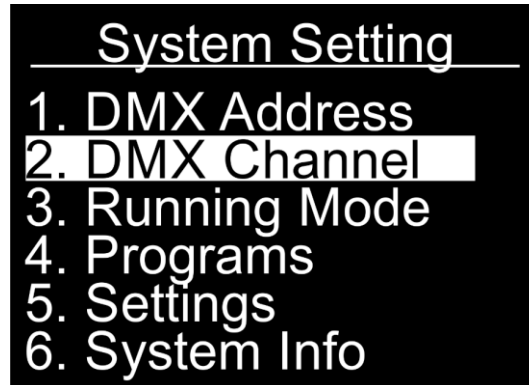 System Setting
1. DMX Address
2. DMX Channel
3. Running Mode
4. Programs
5. Settings
6. System Info